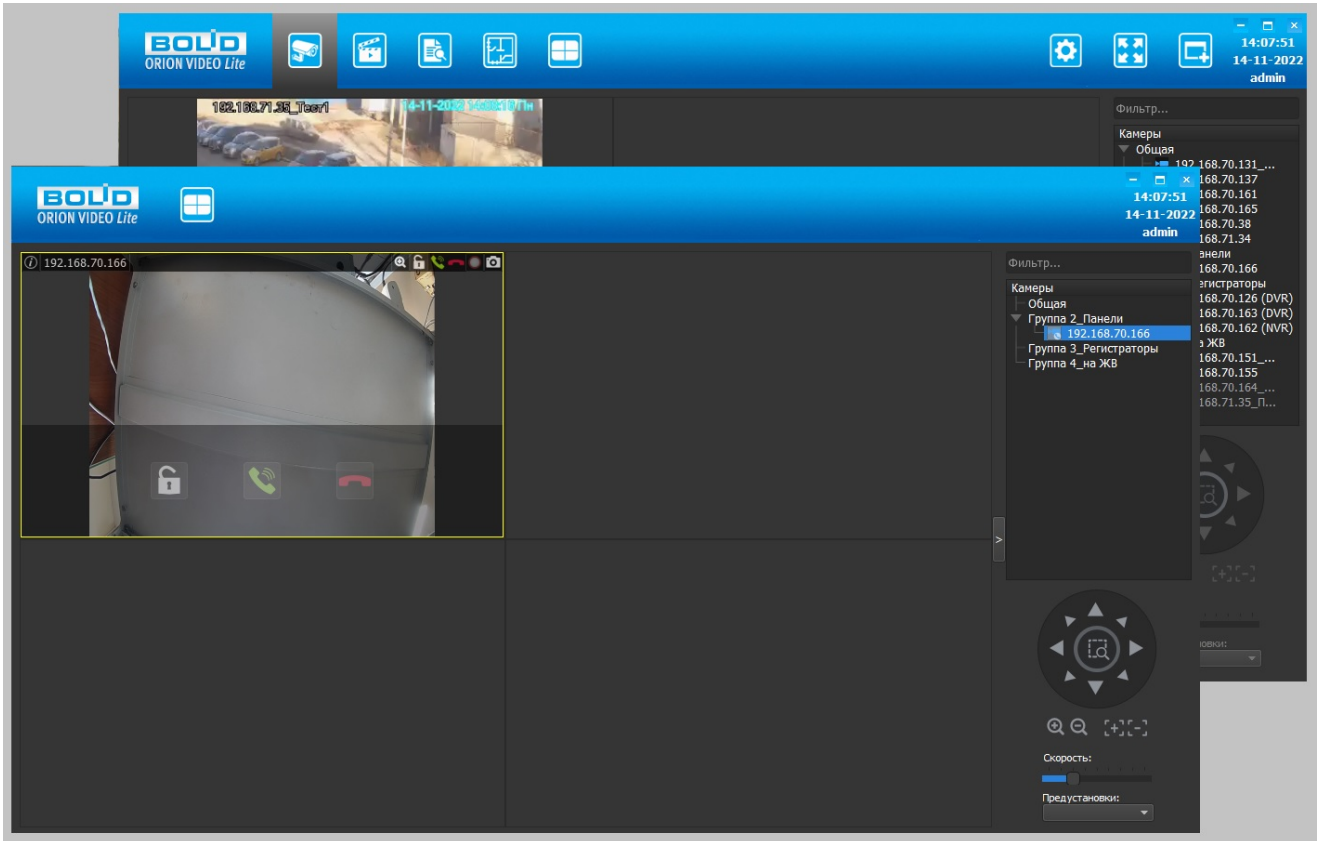 BOLID
ORION VIDEO Lite
14:07:51
14-11-2022
admin
192.168.71.35_Тест1
Фильтр...
Камеры
Общая
192.168.70.131_...
168.70.137
168.70.161
168.70.165
168.70.38
168.71.34
анели
168.70.166
егистраторы
168.70.126 (DVR)
168.70.163 (DVR)
168.70.162 (NVR)
а ЖВ
168.70.151_...
168.70.155
168.70.164_...
168.71.35_П...
овки:
BOLID
ORION VIDEO Lite
14:07:51
14-11-2022
admin
192.168.70.166
Фильтр...
Камеры
Общая
Группа 2_Панели
192.168.70.166
Группа 3_Регистраторы
Группа 4_на ЖВ
>
Скорость:
Предустановки: